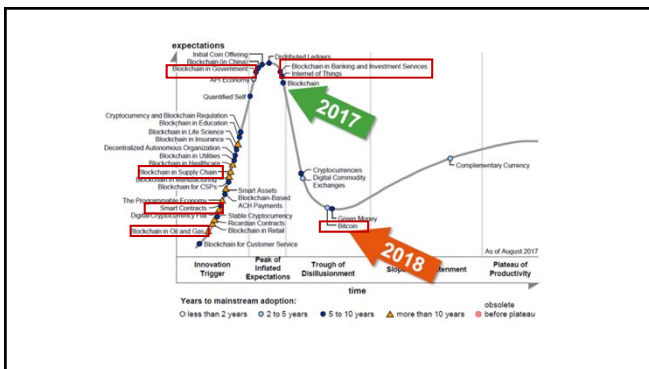 expectations
Initial Coin Offering
Distributed Ledgers
Blockchain (in China)
Blockchain in Government
Blockchain in Banking and Investment Services
Internet of Things
API Economy
Blockchain
Quantified Self
2017
Cryptocurrency and Blockchain Regulation
Blockchain in Education
Blockchain in Life Science
Blockchain in Insurance
Decentralized Autonomous Organization
Blockchain in Utilities
Blockchain in Healthcare
Blockchain in Supply Chain
Blockchain in Manufacturing
Blockchain for CSPs
Smart Assets
The Programmable Economy
Blockchain-Based
ACH Payments
Smart Contracts
Digital Cryptocurrency Fiat
Stable Cryptocurrency
Ricardian Contracts
Blockchain in Oil and Gas
Blockchain in Retail
Blockchain for Customer Service
Cryptocurrencies
Digital Commodity
Exchanges
Complementary Currency
Green Money
Bitcoin
2018
As of August 2017
Innovation
Trigger
Peak of
Inflated
Expectations
Trough of
Disillusionment
Plateau of
Productivity
time
Years to mainstream adoption:
less than 2 years
2 to 5 years
5 to 10 years
more than 10 years
obsolete
before plateau